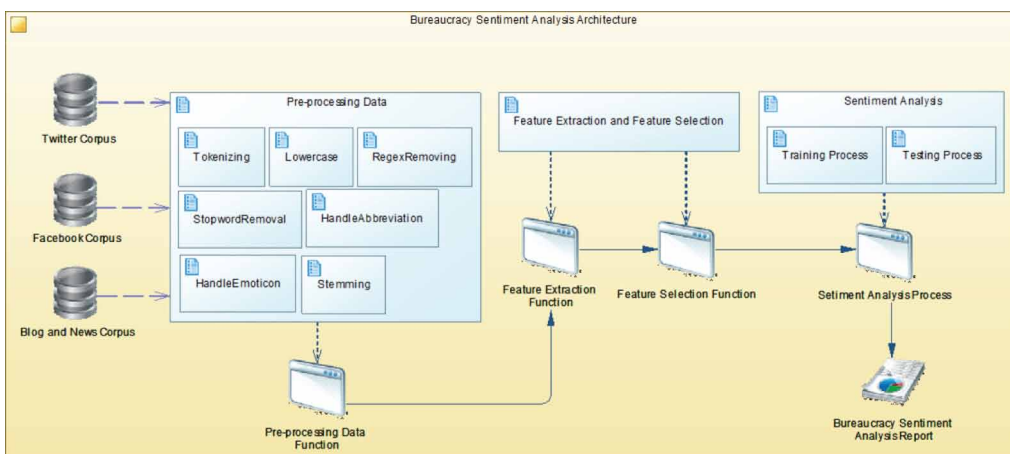 Bureaucracy Sentiment Analysis Architecture
Twitter Corpus
Facebook Corpus
Blog and News Corpus
Pre-processing Data
Tokenizing
Lowercase
RegexRemoving
StopwordRemoval
HandleAbbreviation
HandleEmoticon
Stemming
Pre-processing Data
Function
Feature Extraction and Feature Selection
Feature Extraction
Function
Feature Selection Function
Sentiment Analysis
Training Process
Testing Process
Setiment Analysis Process
Bureaucracy Sentiment
Analysis Report